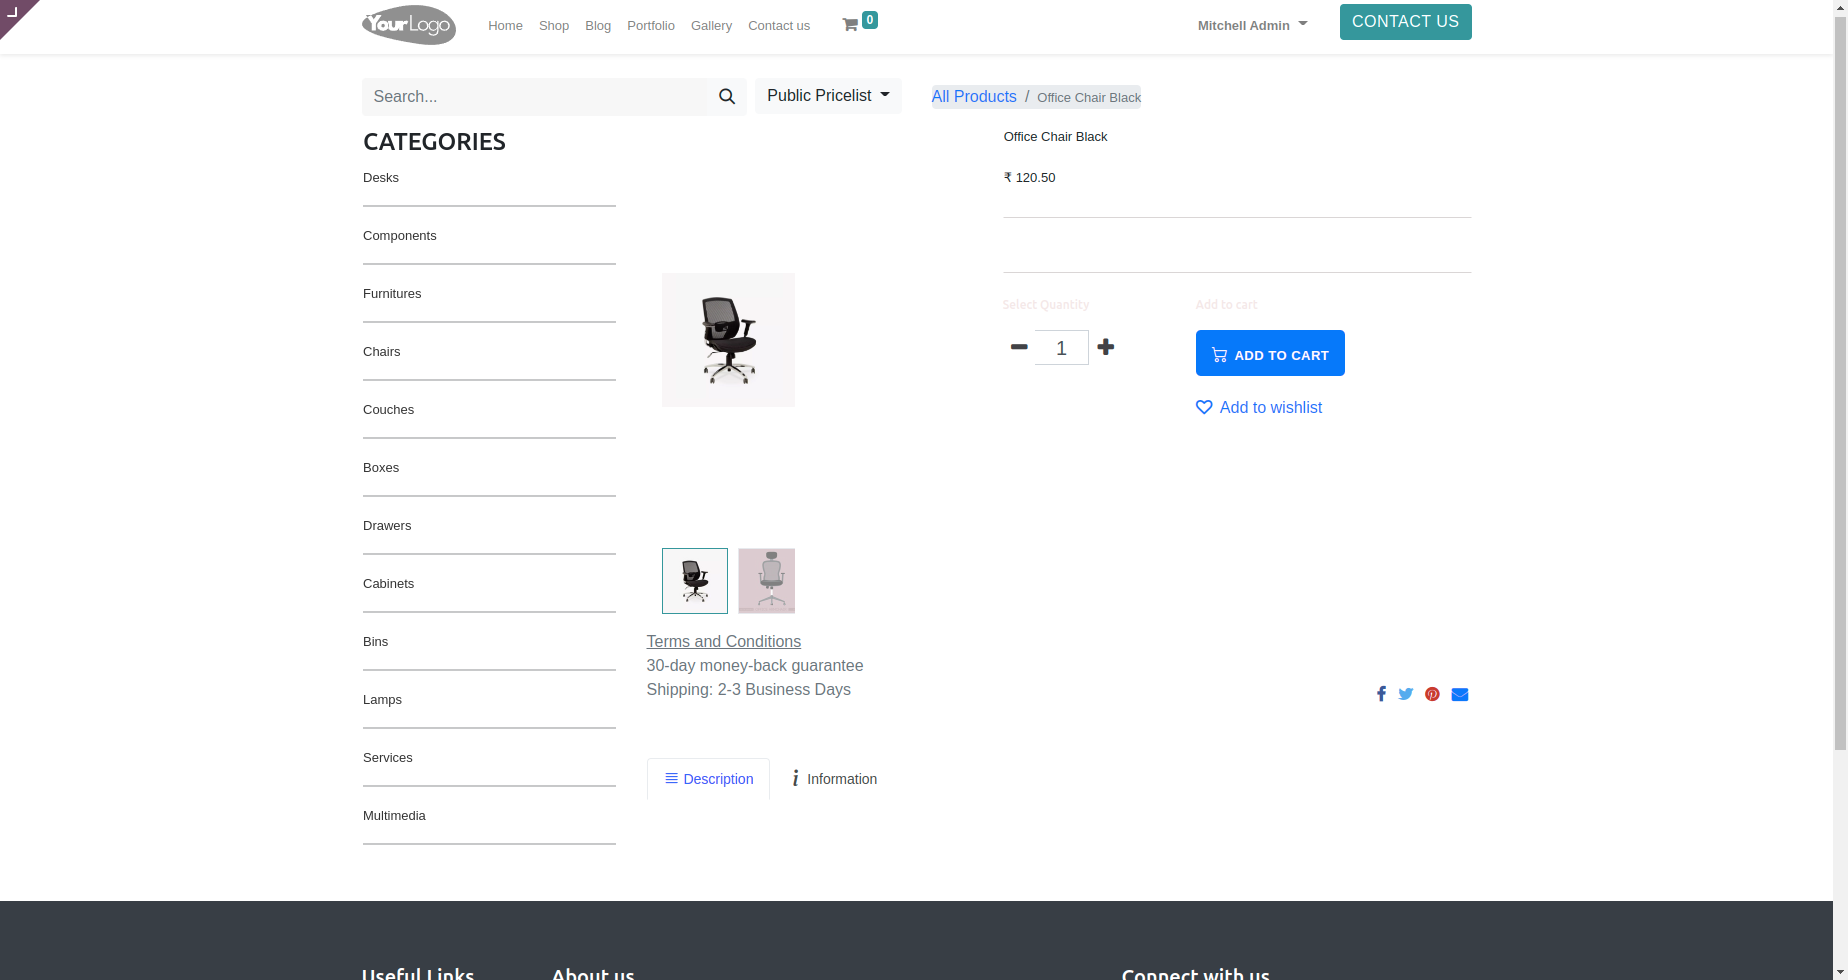 YourLogo
Home Shop Blog Portfolio Gallery Contact us 0
Mitchell Admin
CONTACT US
Search...
Public Pricelist
All Products / Office Chair Black
CATEGORIES
Desks
Components
Furnitures
Chairs
Couches
Boxes
Drawers
Cabinets
Bins
Lamps
Services
Multimedia
Office Chair Black
₹ 120.50
Select Quantity
Add to cart
1
ADD TO CART
Add to wishlist
Terms and Conditions
30-day money-back guarantee
Shipping: 2-3 Business Days
Description
Information
Useful Links
About us
Connect with us